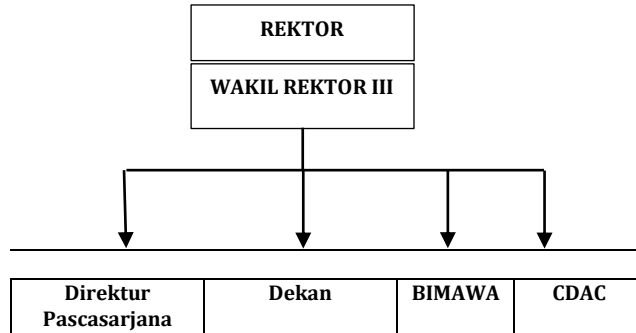 REKTOR
WAKIL REKTOR III
Direktur
Pascasarjana
Dekan
BIMAWA
CDAC